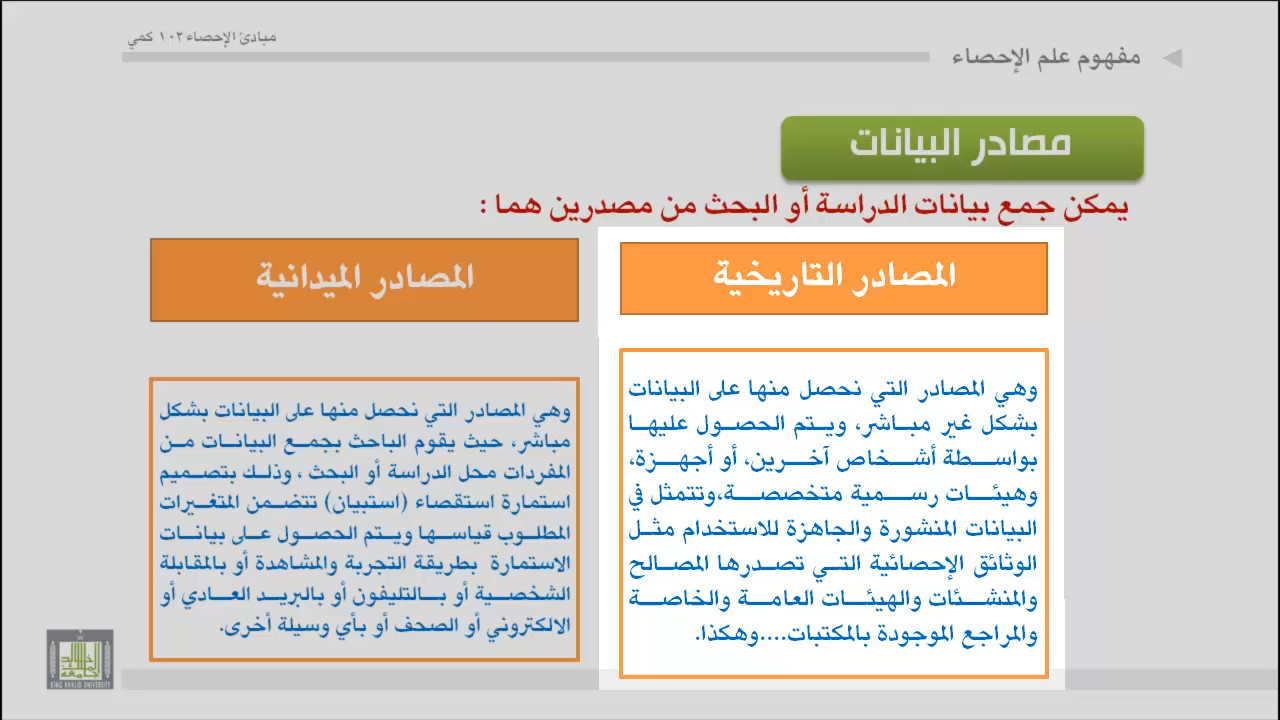 مبادئ الإحصاء ١٠٢ كمي
مفهوم علم الإحصاء
مصادر البيانات
يمكن جمع بيانات الدراسة أو البحث من مصدرين هما :
المصادر التاريخية
وهي المصادر التي نحصل منها على البيانات
بشكل غير مباشر، ويتم الحصول عليها
بواسطة أشخاص آخرين، أو أجهزة،
وهيئات رسمية متخصصة،وتتمثل في
البيانات المنشورة والجاهزة للاستخدام مثل
الوثائق الإحصائية التي تصدرها المصالح
والمنشئات والهيئات العامة والخاصة
والمراجع الموجودة بالمكتبات....وهكذا.
المصادر الميدانية
وهي المصادر التي نحصل منها على البيانات بشكل
مباشر، حيث يقوم الباحث بجمع البيانات من
المفردات محل الدراسة أو البحث ، وذلك بتصميم
استمارة استقصاء (استبيان) تتضمن المتغيرات
المطلوب قياسها ويتم الحصول على بيانات
الاستمارة بطريقة التجربة والمشاهدة أو بالمقابلة
الشخصية أو بالتليفون أو بالبريد العادي أو
الالكتروني أو الصحف أو بأي وسيلة أخرى.
جامعة الملك خالد
KING KHALID UNIVERSITY